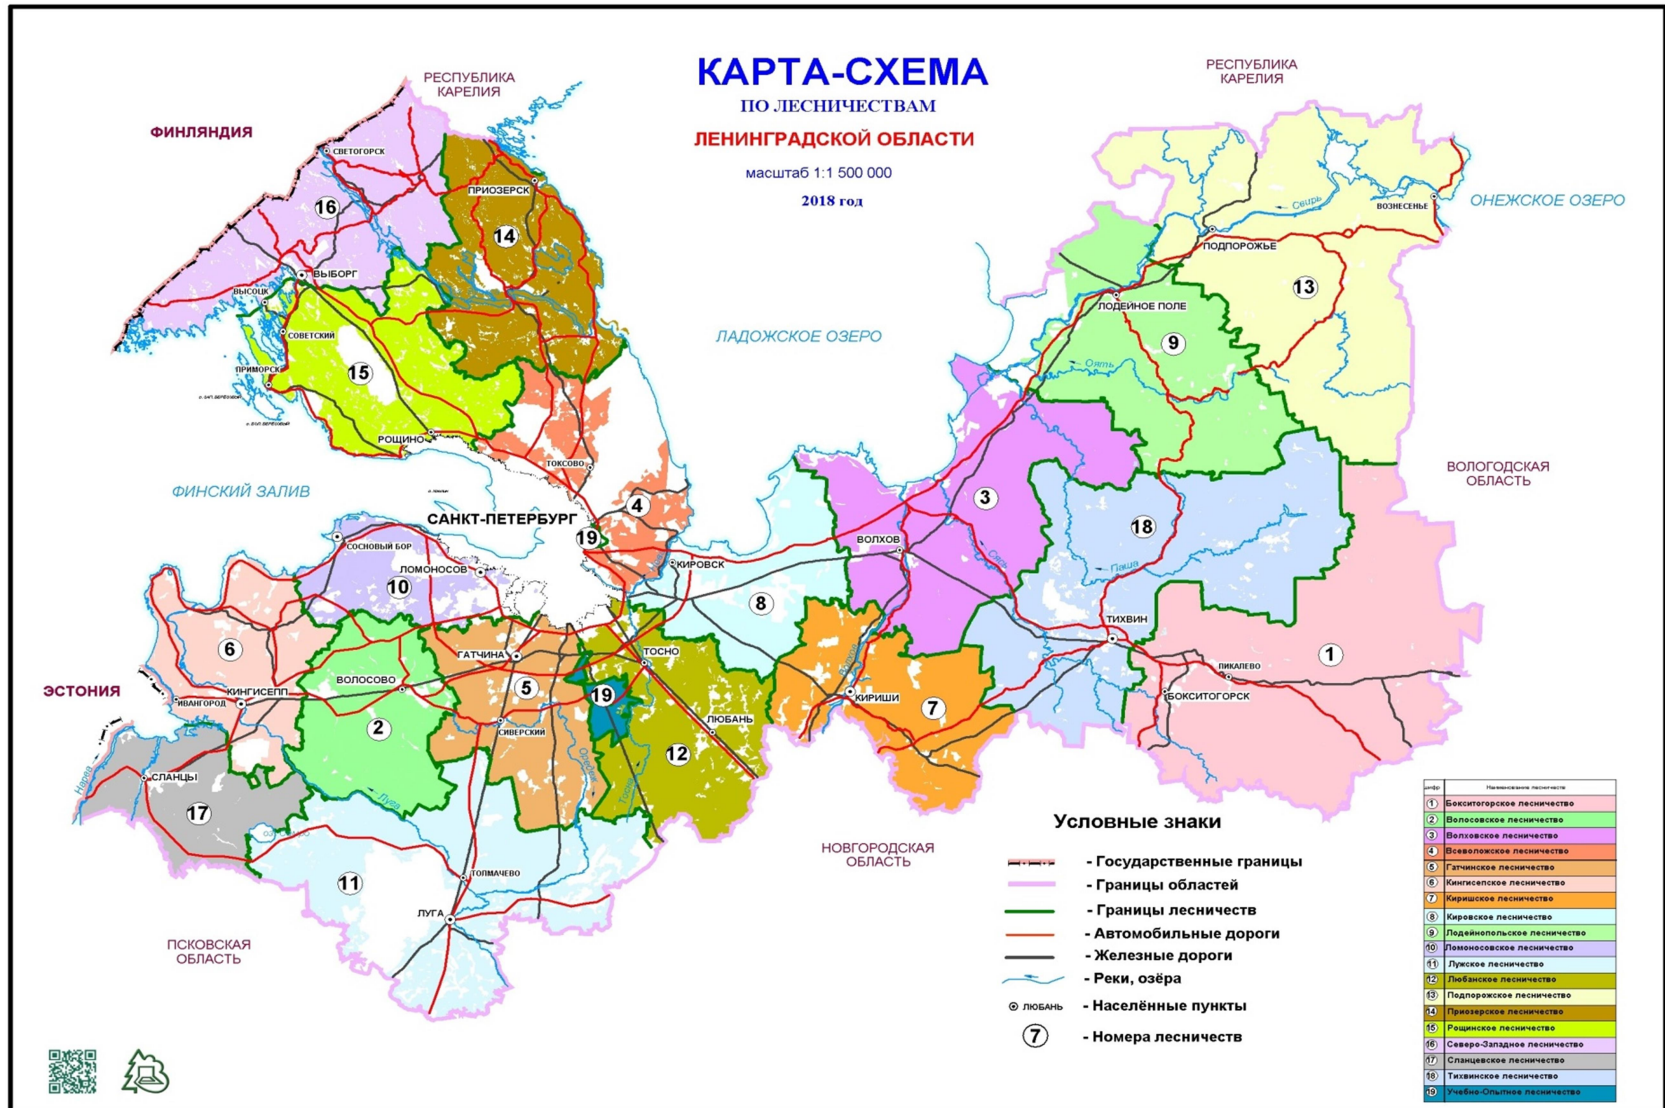 КАРТА-СХЕМА
ПО ЛЕСНИЧЕСТВАМ
ЛЕНИНГРАДСКОЙ ОБЛАСТИ
масштаб 1:1 500 000
2018 год
РЕСПУБЛИКА
КАРЕЛИЯ
РЕСПУБЛИКА
КАРЕЛИЯ
ФИНЛЯНДИЯ
СВЕТОГОРСК
ПРИОЗЕРСК
16
14
ВЫБОРГ
ВЫСОЦК
СОВЕТСКИЙ
ПРИМОРСК
15
РОЩИНО
ТОКСОВО
ЛАДОЖСКОЕ ОЗЕРО
ОНЕЖСКОЕ ОЗЕРО
Свирь
ВОЗНЕСЕНЬЕ
ПОДПОРОЖЬЕ
13
ЛОДЕЙНОЕ ПОЛЕ
9
Оять
ВОЛОГОДСКАЯ
ОБЛАСТЬ
ФИНСКИЙ ЗАЛИВ
САНКТ-ПЕТЕРБУРГ
4
19
3
18
СОСНОВЫЙ БОР
ЛОМОНОСОВ
10
КИРОВСК
ВОЛХОВ
Сясь
Паша
8
ТИХВИН
6
ГАТЧИНА
ТОСНО
1
ПИКАЛЕВО
БОКСИТОГОРСК
ЭСТОНИЯ
КИНГИСЕПП
ИВАНГОРОД
ВОЛОСОВО
5
19
КИРИШИ
7
2
СИВЕРСКИЙ
ЛЮБАНЬ
12
Нарва
СЛАНЦЫ
17
Луга
Оредеж
Тосна
11
ТОЛМАЧЕВО
ЛУГА
НОВГОРОДСКАЯ
ОБЛАСТЬ
ПСКОВСКАЯ
ОБЛАСТЬ
Условные знаки
- Государственные границы
- Границы областей
- Границы лесничеств
- Автомобильные дороги
- Железные дороги
- Реки, озёра
ЛЮБАНЬ - Населённые пункты
7 - Номера лесничеств
шифр Наименование лесничеств
1 Бокситогорское лесничество
2 Волосовское лесничество
3 Волховское лесничество
4 Всеволожское лесничество
5 Гатчинское лесничество
6 Кингисепское лесничество
7 Киришское лесничество
8 Кировское лесничество
9 Лодейнопольское лесничество
10 Ломоносовское лесничество
11 Лужское лесничество
12 Любанское лесничество
13 Подпорожское лесничество
14 Приозерское лесничество
15 Рощинское лесничество
16 Северо-Западное лесничество
17 Сланцевское лесничество
18 Тихвинское лесничество
19 Учебно-Опытное лесничество